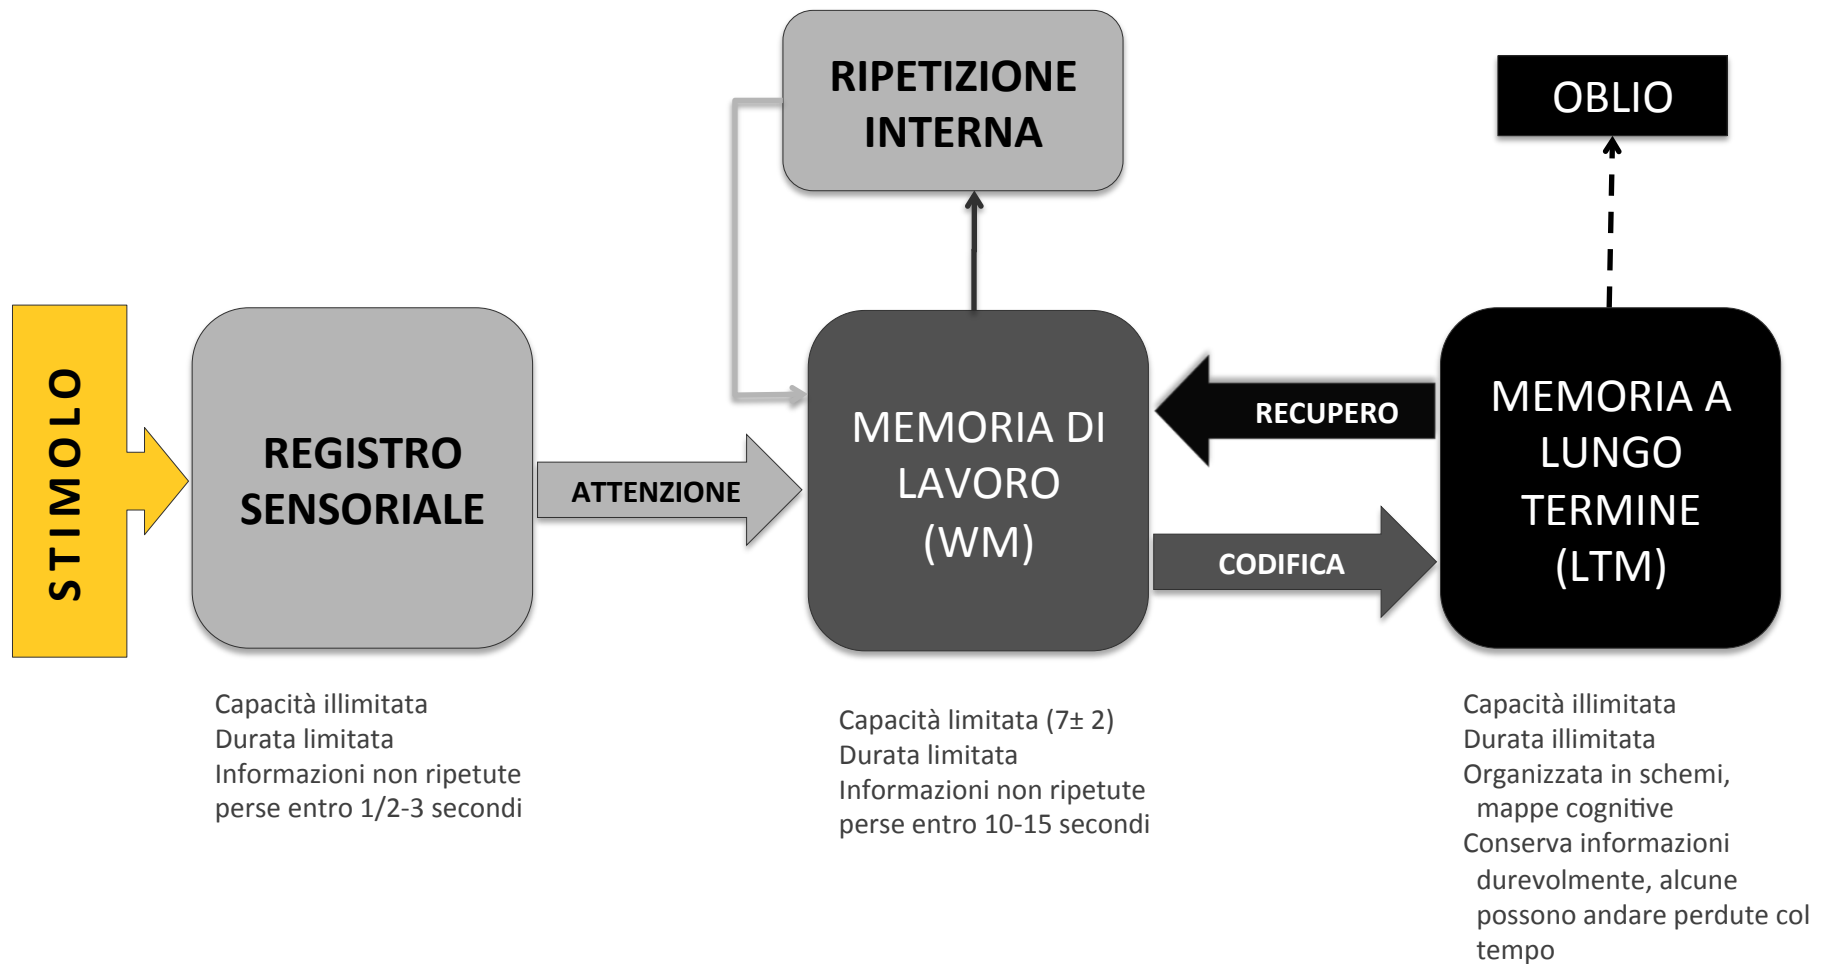 STIMOLO
REGISTRO
SENSORIALE
Capacità illimitata
Durata limitata
Informazioni non ripetute
perse entro 1/2-3 secondi
ATTENZIONE
RIPETIZIONE
INTERNA
MEMORIA DI
LAVORO
(WM)
Capacità limitata (7± 2)
Durata limitata
Informazioni non ripetute
perse entro 10-15 secondi
RECUPERO
CODIFICA
OBLIO
MEMORIA A
LUNGO
TERMINE
(LTM)
Capacità illimitata
Durata illimitata
Organizzata in schemi,
mappe cognitive
Conserva informazioni
durevolmente, alcune
possono andare perdute col
tempo